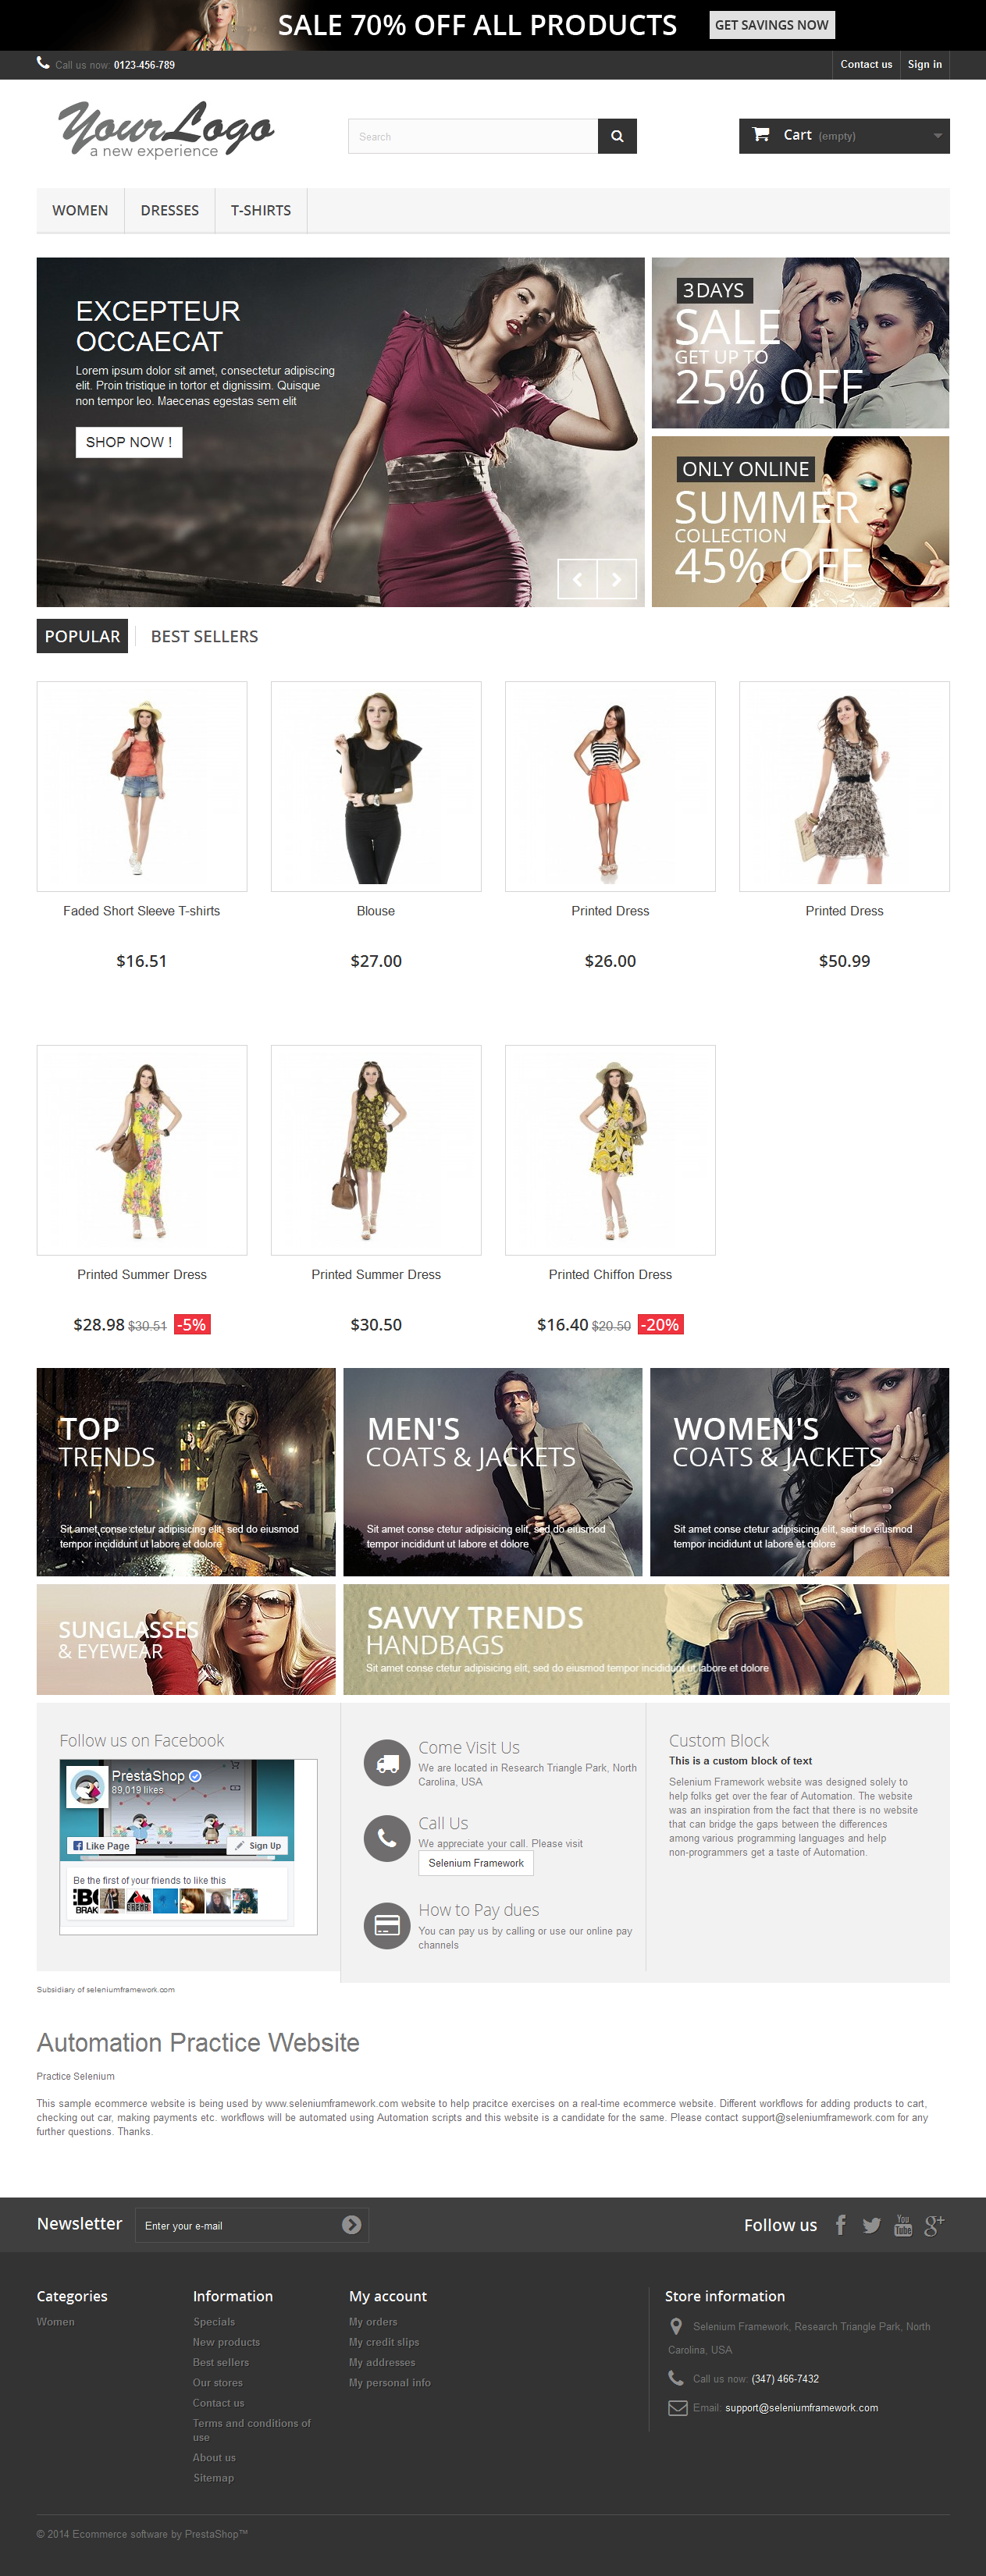 SALE 70% OFF ALL PRODUCTS GET SAVINGS NOW
Call us now: 0123-456-789 Contact us Sign in
YourLogo
a new experience
Search
Cart (empty)
WOMEN DRESSES T-SHIRTS
EXCEPTEUR
OCCAECAT
Lorem ipsum dolor sit amet, consectetur adipiscing
elit. Proin tristique in tortor et dignissim. Quisque
non tempor leo. Maecenas egestas sem elit
SHOP NOW !
3 DAYS
SALE
GET UP TO
25% OFF
ONLY ONLINE
SUMMER
COLLECTION
45% OFF
POPULAR BEST SELLERS
Faded Short Sleeve T-shirts
$16.51
Blouse
$27.00
Printed Dress
$26.00
Printed Dress
$50.99
Printed Summer Dress
$28.98 $30.51 -5%
Printed Summer Dress
$30.50
Printed Chiffon Dress
$16.40 $20.50 -20%
TOP
TRENDS
Sit amet conse ctetur adipisicing elit, sed do eiusmod
tempor incididunt ut labore et dolore
MEN'S
COATS & JACKETS
Sit amet conse ctetur adipisicing elit, sed do eiusmod
tempor incididunt ut labore et dolore
WOMEN'S
COATS & JACKETS
Sit amet conse ctetur adipisicing elit, sed do eiusmod
tempor incididunt ut labore et dolore
SUNGLASSES
& EYEWEAR
SAVVY TRENDS
HANDBAGS
Sit amet conse ctetur adipisicing elit, sed do eiusmod tempor incididunt ut labore et dolore
Follow us on Facebook
PrestaShop
89,019 likes
Like Page Sign Up
Be the first of your friends to like this
Come Visit Us
We are located in Research Triangle Park, North
Carolina, USA
Call Us
We appreciate your call. Please visit
Selenium Framework
How to Pay dues
You can pay us by calling or use our online pay
channels
Custom Block
This is a custom block of text
Selenium Framework website was designed solely to
help folks get over the fear of Automation. The website
was an inspiration from the fact that there is no website
that can bridge the gaps between the differences
among various programming languages and help
non-programmers get a taste of Automation.
Subsidiary of seleniumframework.com
Automation Practice Website
Practice Selenium
This sample ecommerce website is being used by www.seleniumframework.com website to help pracitce exercises on a real-time ecommerce website. Different workflows for adding products to cart,
checking out car, making payments etc. workflows will be automated using Automation scripts and this website is a candidate for the same. Please contact support@seleniumframework.com for any
further questions. Thanks.
Newsletter Enter your e-mail Follow us
You
Tube
g+
Categories
Women
Information
Specials
New products
Best sellers
Our stores
Contact us
Terms and conditions of
use
About us
Sitemap
My account
My orders
My credit slips
My addresses
My personal info
Store information
Selenium Framework, Research Triangle Park, North
Carolina, USA
Call us now: (347) 466-7432
Email: support@seleniumframework.com
© 2014 Ecommerce software by PrestaShop™